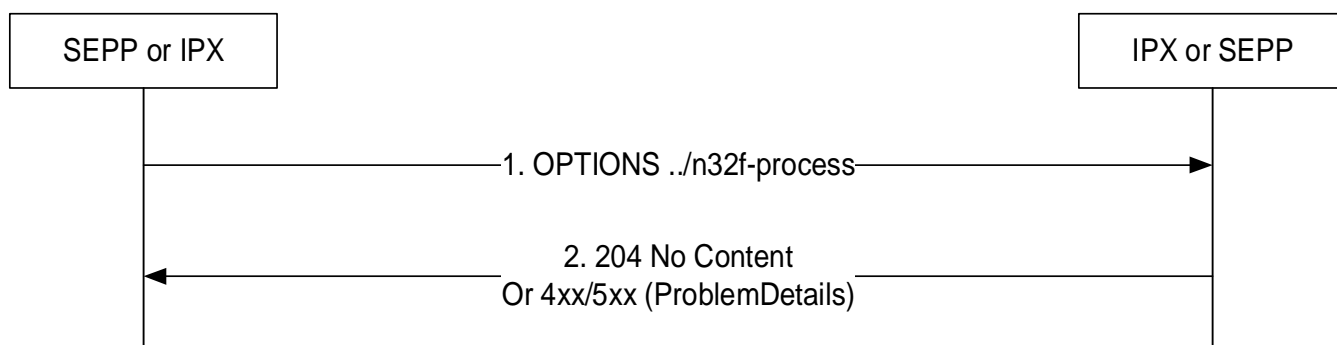 SEPP or IPX
IPX or SEPP
1. OPTIONS ../n32f-process
2. 204 No Content
Or 4xx/5xx (ProblemDetails)